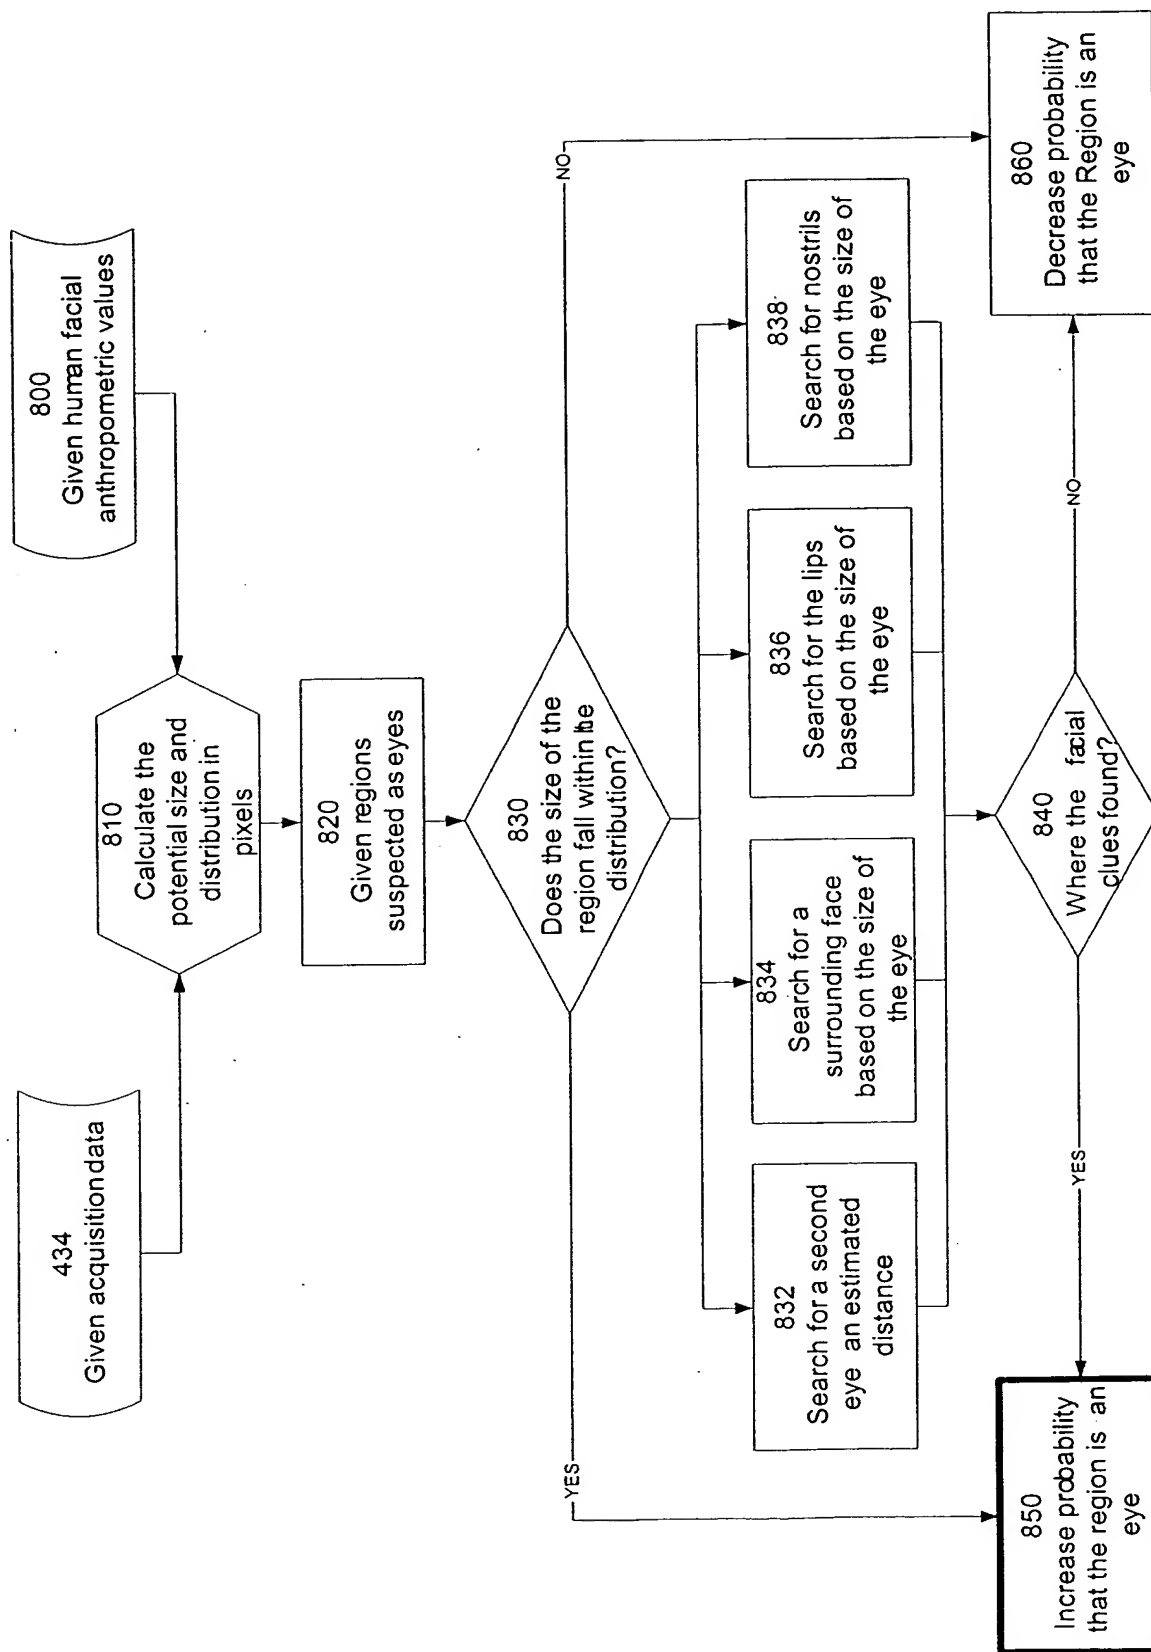 434
Given acquisitiondata
800
Given human facial
anthropometric values
810
Calculate the
potential size and
distribution in
pixels
820
Given regions
suspected aseyes
830
Does the size of the
region fall within the
distribution?
YES
NO
832
Search for a second
eye an estimated
distance
834
Search for a
surrounding face
based on the size of
the eye
836
Search for the lips
based on the size of
the eye
838
Search for nostrils
based on the size of
the eye
840
Where the facial
clues found?
YES
NO
850
Increase probability
that the region is an
eye
860
Decrease probability
that the Region is an
eye